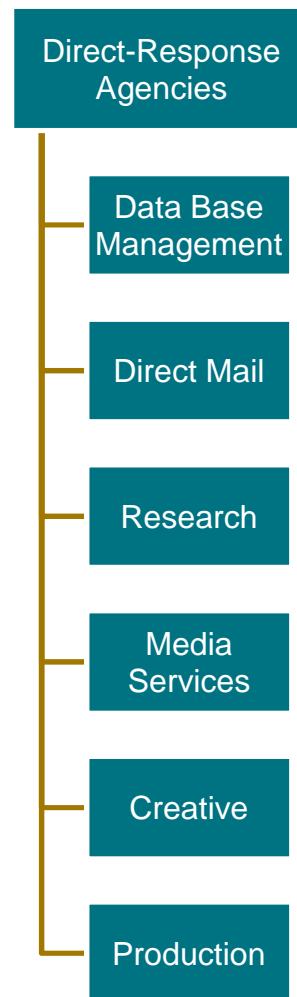 Direct-Response
Agencies
Data Base
Management
Direct Mail
Research
Media
Services
Creative
Production